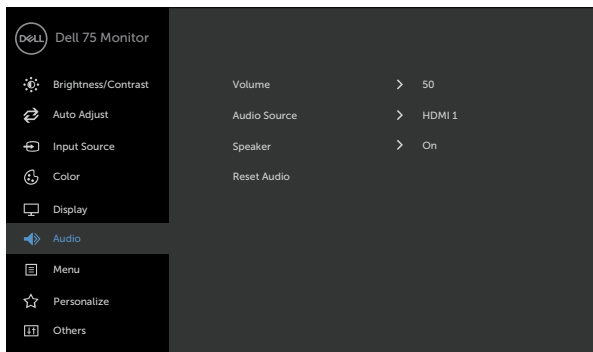 DELL Dell 75 Monitor
Brightness/Contrast
Auto Adjust
Input Source
Color
Display
Audio
Menu
Personalize
Others
Volume 50
Audio Source HDMI 1
Speaker On
Reset Audio